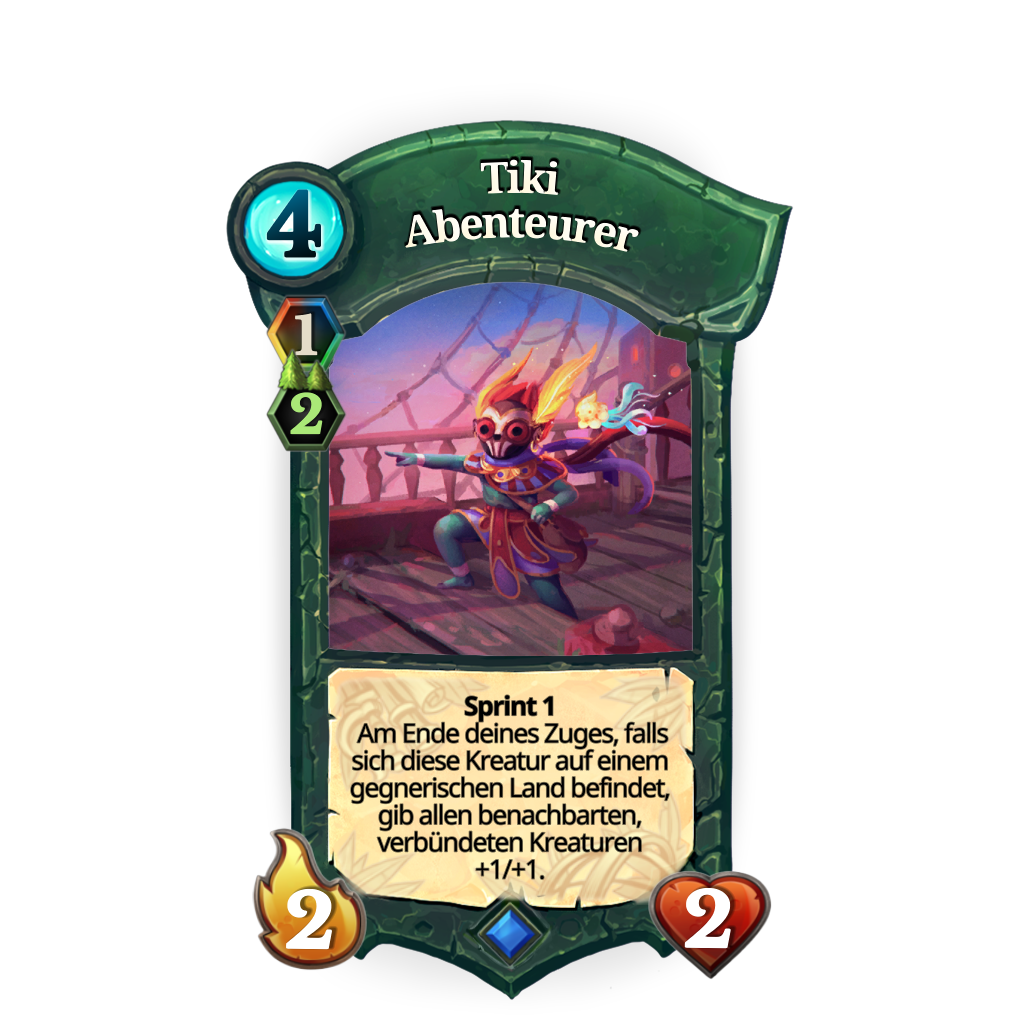 Tiki
Abenteurer
4
1
2
Sprint 1
Am Ende deines Zuges, falls
sich diese Kreatur auf einem
gegnerischen Land befindet,
gib allen benachbarten,
verbündeten Kreaturen
+1/+1.
2
2